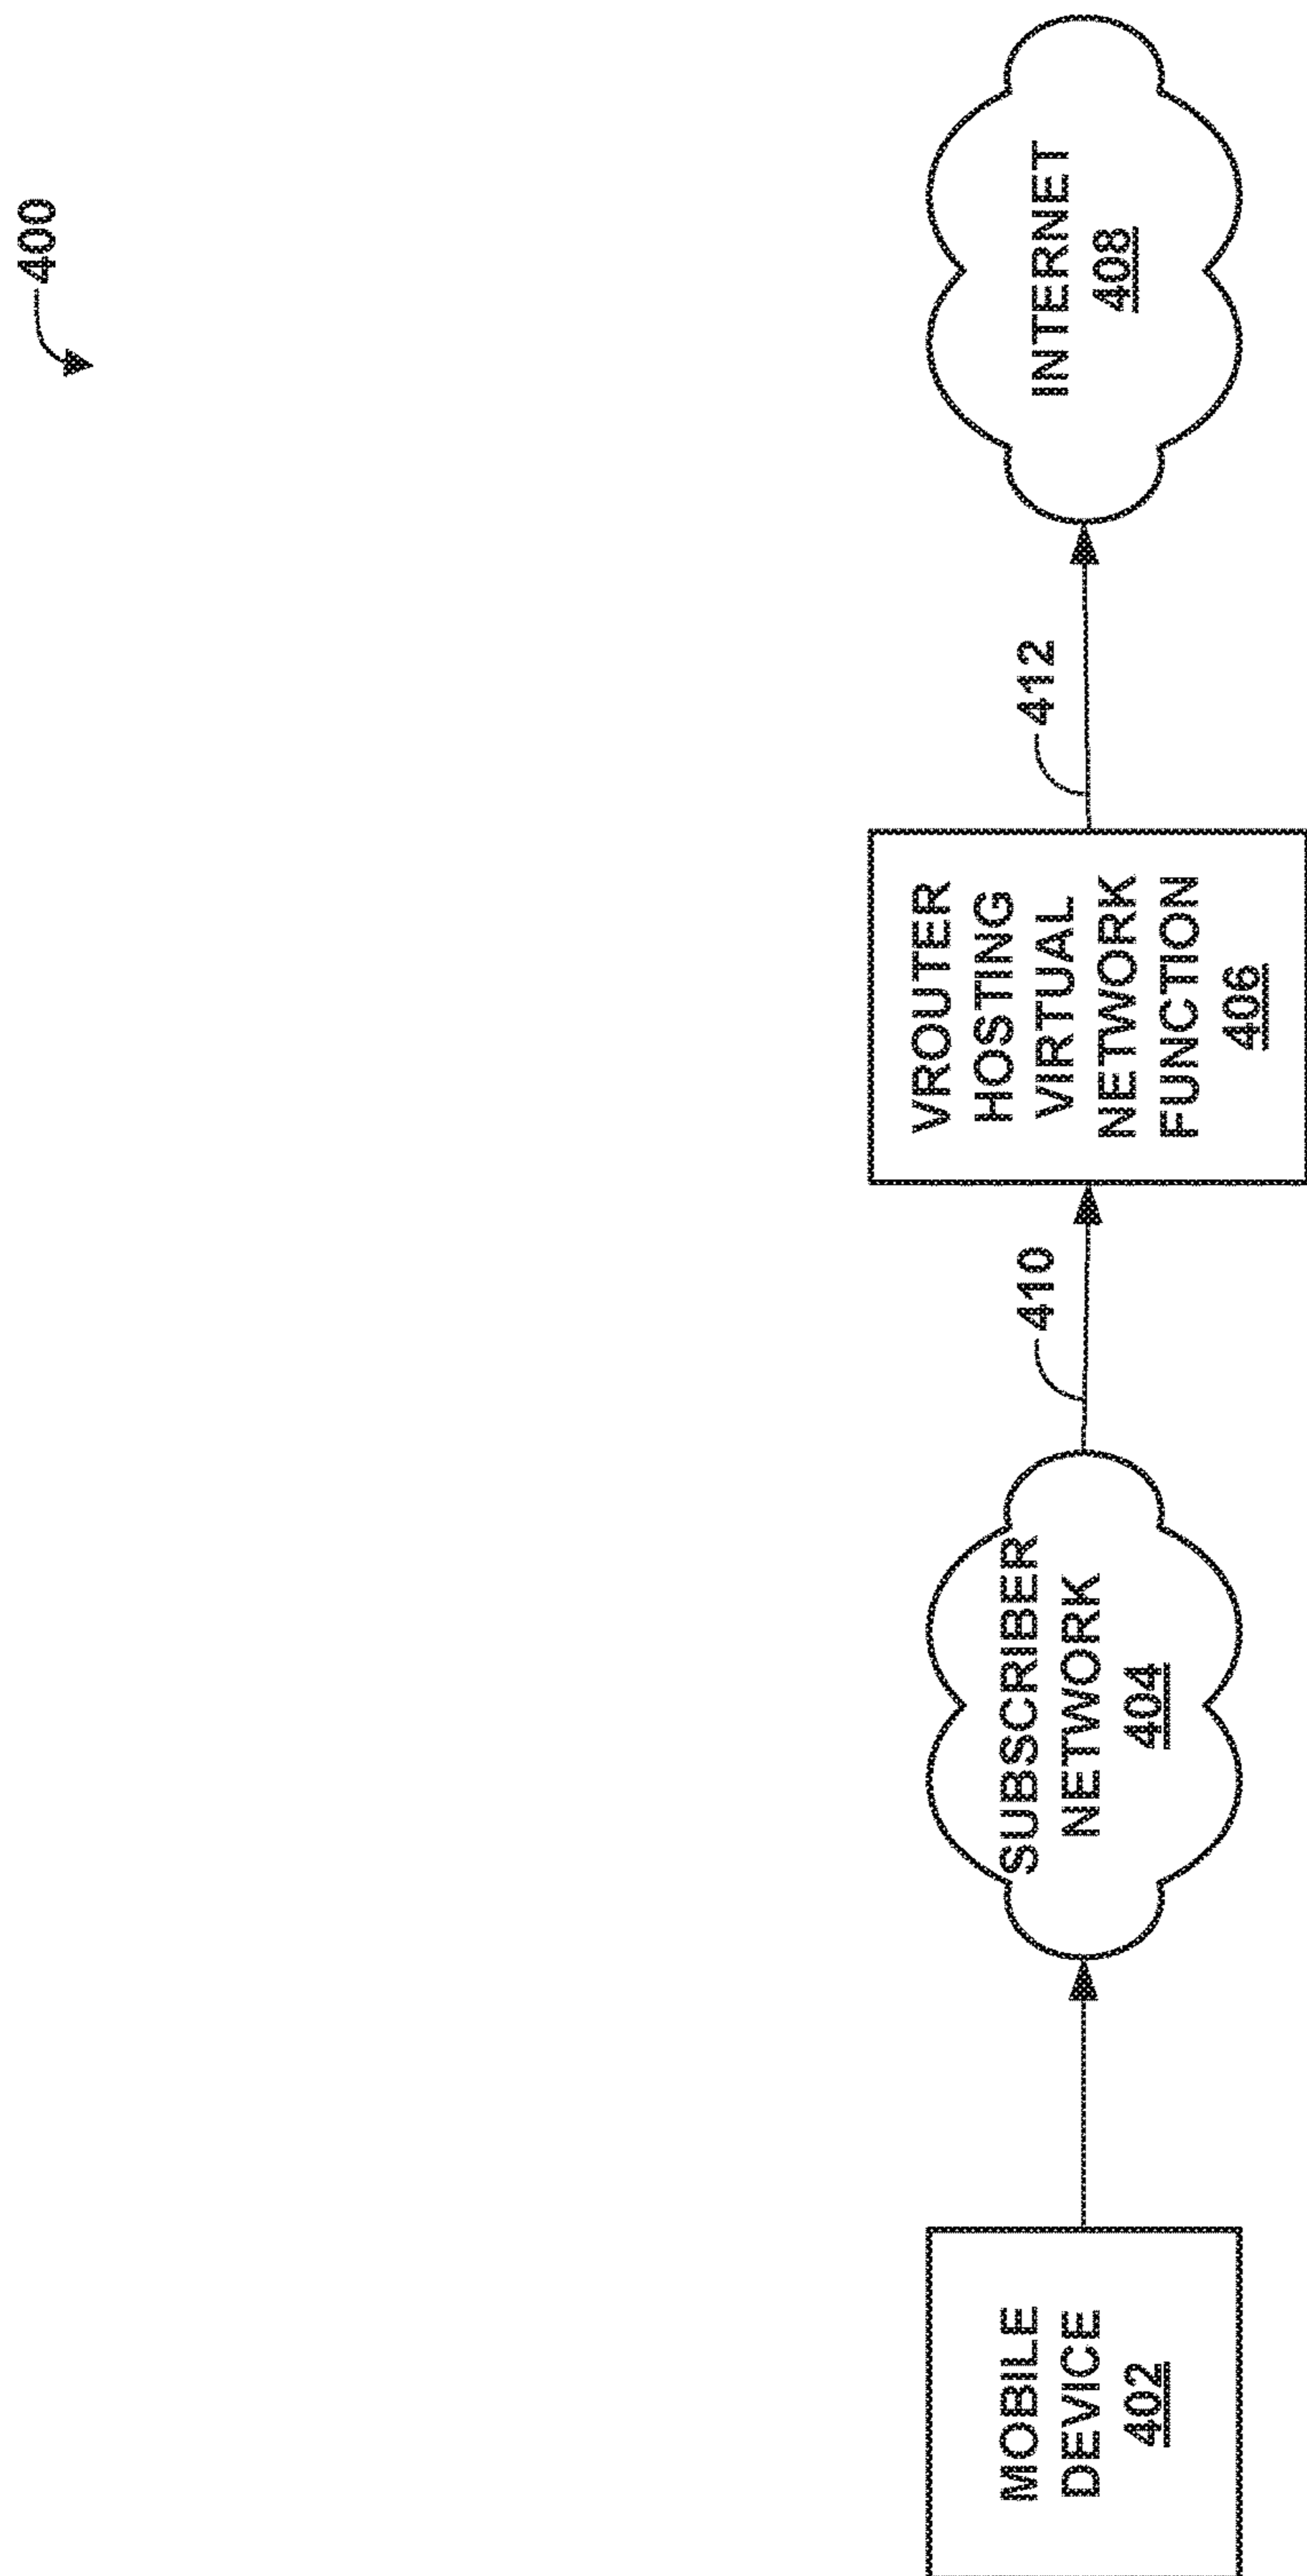 400
MOBILE
DEVICE
402
SUBSCRIBER
NETWORK
404
410
VROUTER
HOSTING
VIRTUAL
NETWORK
FUNCTION
406
412
INTERNET
408